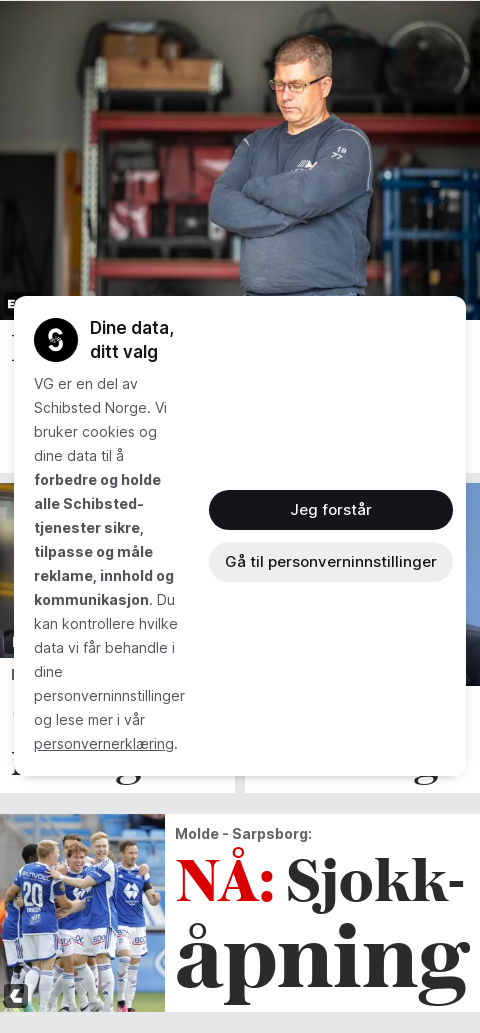 Dine data,
ditt valg
VG er en del av
Schibsted Norge. Vi
bruker cookies og
dine data til å
forbedre og holde
alle Schibsted-
tjenester sikre,
tilpasse og måle
reklame, innhold og
kommunikasjon. Du
kan kontrollere hvilke
data vi får behandle i
dine
personverninnstillinger
og lese mer i vår
personvernerklæring.
Jeg forstår
Gå til personverninnstillinger
Molde - Sarpsborg:
NÅ: Sjokk-
åpning